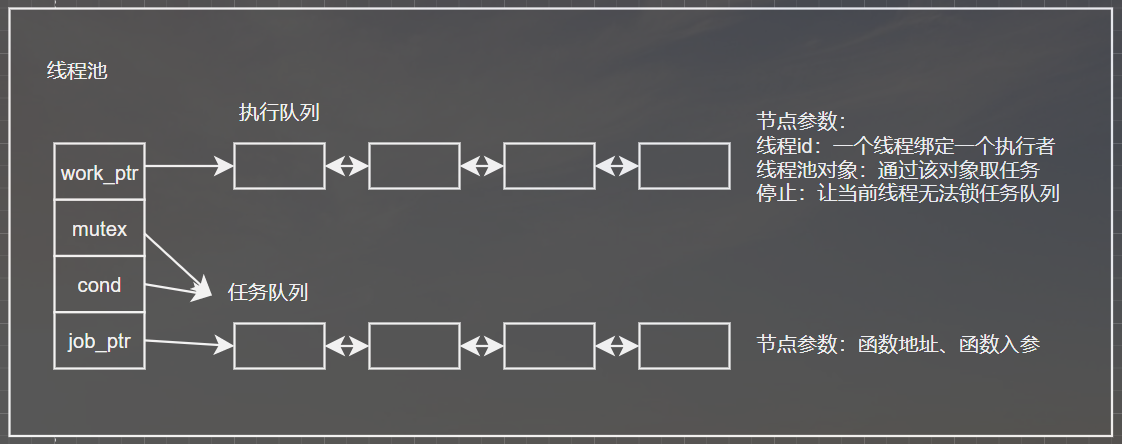 线程池
执行队列
节点参数：
线程id：一个线程绑定一个执行者
线程池对象：通过该对象取任务
停止：让当前线程无法锁任务队列
work_ptr
mutex
cond
任务队列
job_ptr
节点参数：函数地址、函数入参